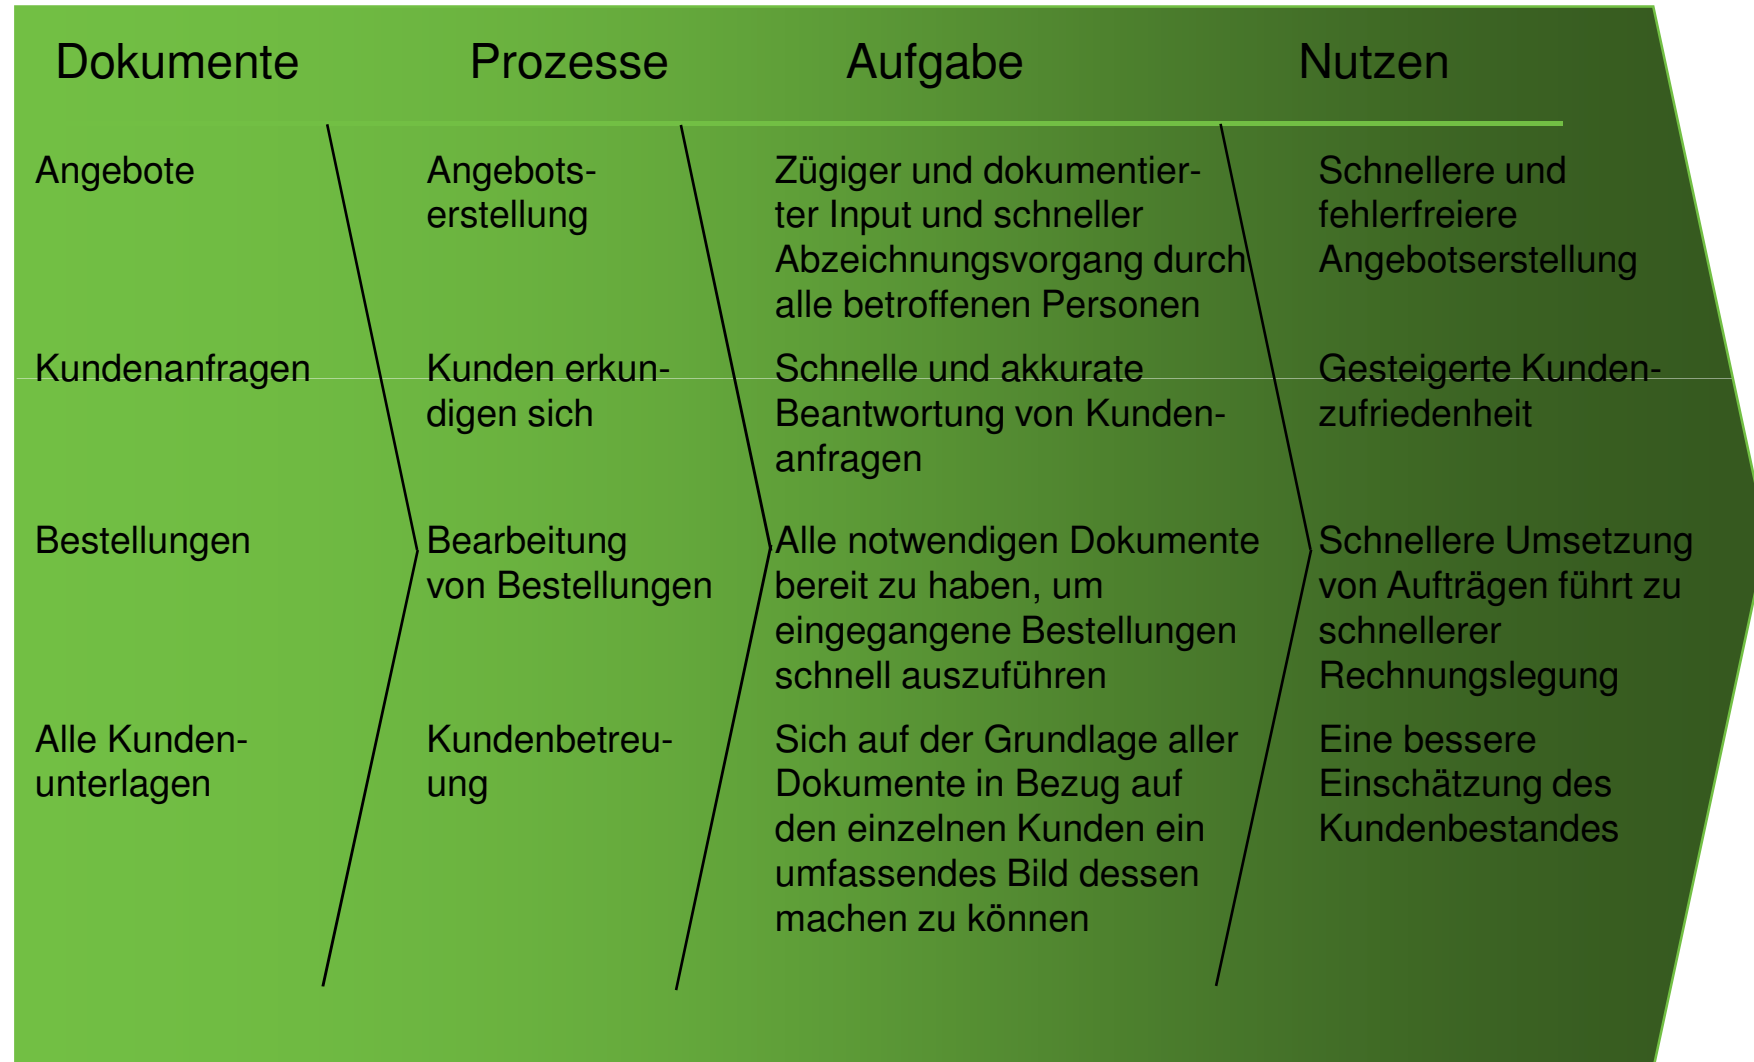 Dokumente Prozesse Aufgabe Nutzen
Angebote
Angebots-
erstellung
Zügiger und dokumentier-
ter Input und schneller
Abzeichnungsvorgang durch
alle betroffenen Personen
Schnellere und
fehlerfreiere
Angebotserstellung
Kundenanfragen
Kunden erkun-
digen sich
Schnelle und akkurate
Beantwortung von Kunden-
anfragen
Gesteigerte Kunden-
zufriedenheit
Bestellungen
Bearbeitung
von Bestellungen
Alle notwendigen Dokumente
bereit zu haben, um
eingegangene Bestellungen
schnell auszuführen
Schnellere Umsetzung
von Aufträgen führt zu
schnellerer
Rechnungslegung
Alle Kunden-
unterlagen
Kundenbetreu-
ung
Sich auf der Grundlage aller
Dokumente in Bezug auf
den einzelnen Kunden ein
umfassendes Bild dessen
machen zu können
Eine bessere
Einschätzung des
Kundenbestandes